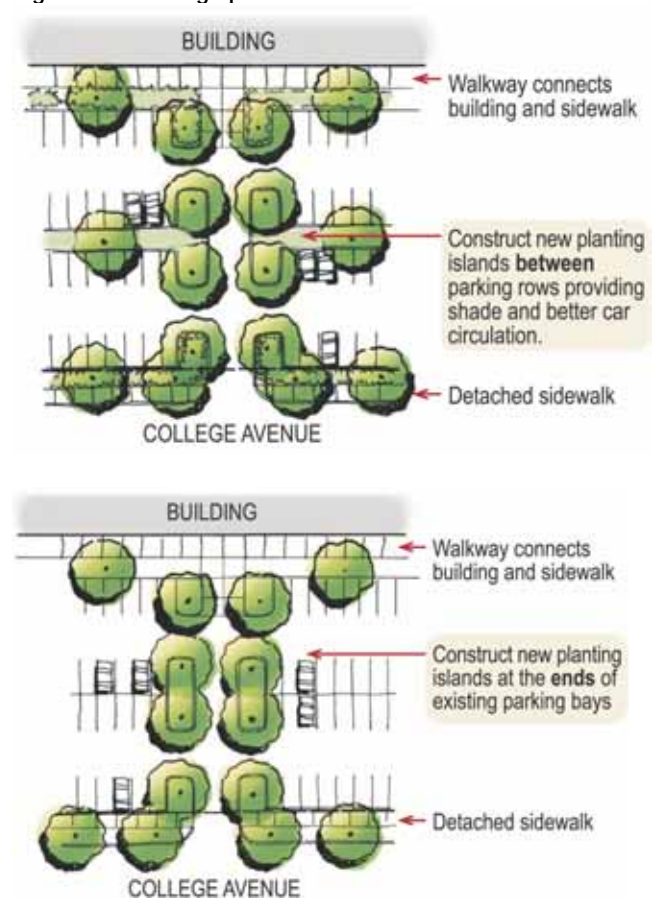 BUILDING
Walkway connects
building and sidewalk
Construct new planting
islands between
parking rows providing
shade and better car
circulation.
Detached sidewalk
COLLEGE AVENUE
BUILDING
Walkway connects
building and sidewalk
Construct new planting
islands at the ends of
existing parking bays
Detached sidewalk
COLLEGE AVENUE